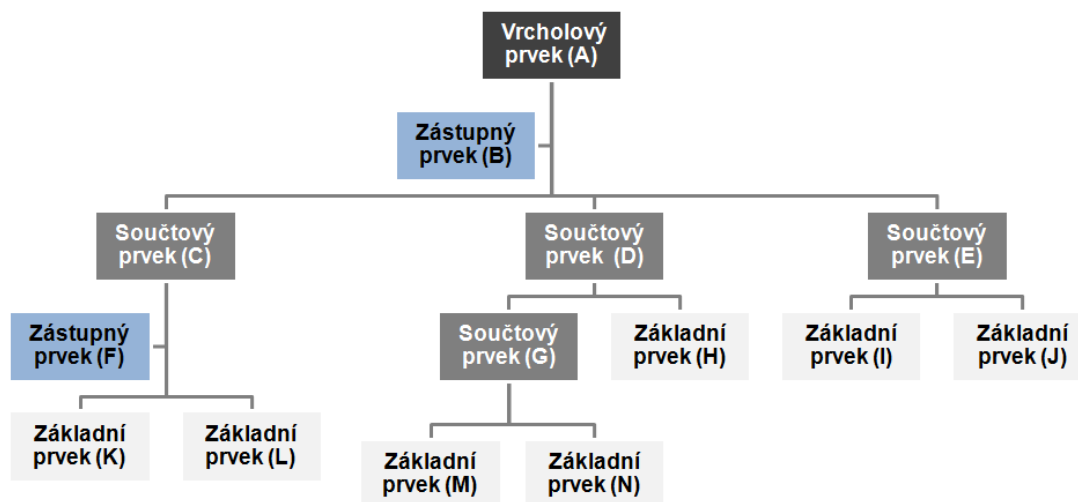 Vrcholový
prvek (A)
Zástupný
prvek (B)
Součtový
prvek (C)
Součtový
prvek (D)
Součtový
prvek (E)
Zástupný
prvek (F)
Součtový
prvek (G)
Základní
prvek (H)
Základní
prvek (I)
Základní
prvek (J)
Základní
prvek (K)
Základní
prvek (L)
Základní
prvek (M)
Základní
prvek (N)